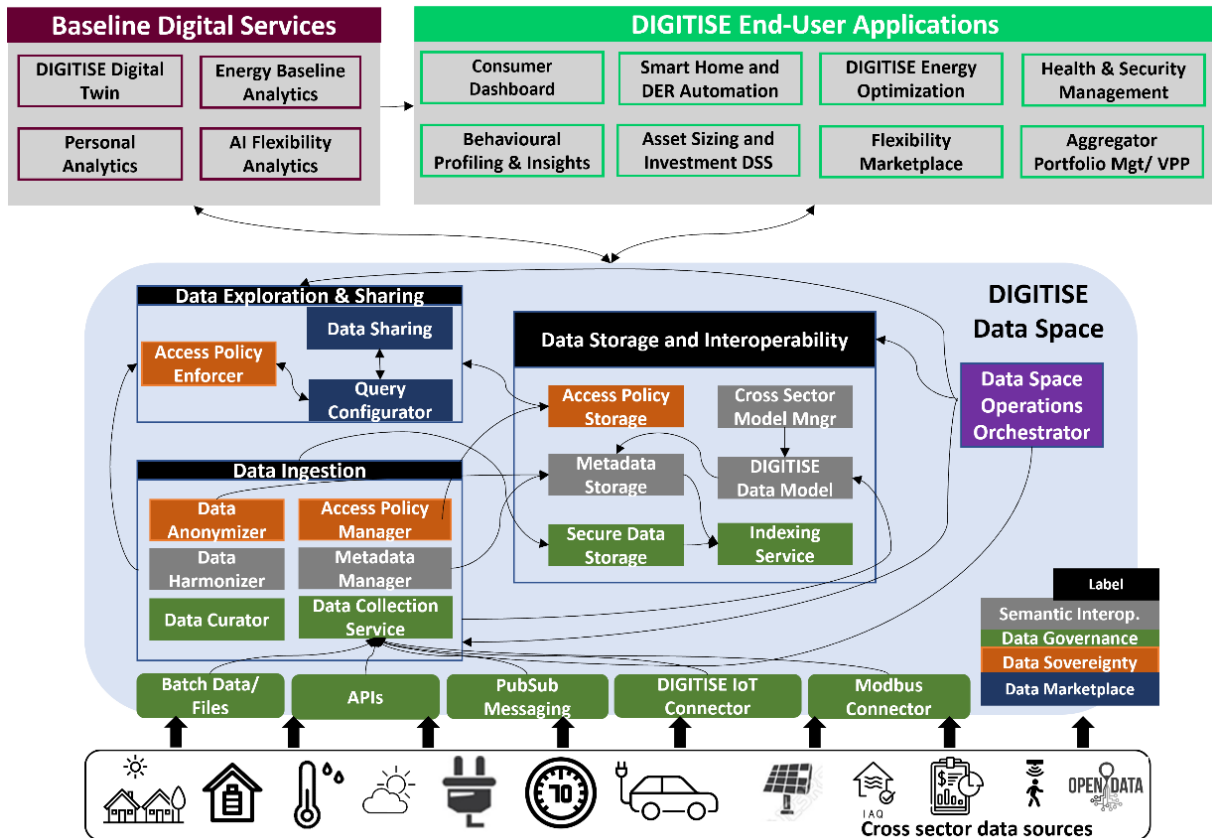 Baseline Digital Services
DIGITISE Digital
Twin
Energy Baseline
Analytics
Personal
Analytics
AI Flexibility
Analytics
DIGITISE End-User Applications
Consumer
Dashboard
Smart Home and
DER Automation
DIGITISE Energy
Optimization
Health & Security
Management
Behavioural
Profiling & Insights
Asset Sizing and
Investment DSS
Flexibility
Marketplace
Aggregator
Portfolio Mgt/ VPP
DIGITISE
Data Space
Data Exploration & Sharing
Data Sharing
Access Policy
Enforcer
Query
Configurator
Data Storage and Interoperability
Access Policy
Storage
Cross Sector
Model Mngr
Metadata
Storage
DIGITISE
Data Model
Secure Data
Storage
Indexing
Service
Data Space
Operations
Orchestrator
Data Ingestion
Data
Anonymizer
Access Policy
Manager
Data
Harmonizer
Metadata
Manager
Data Curator
Data Collection
Service
Label
Semantic Interop.
Data Governance
Data Sovereignty
Data Marketplace
Batch Data/
Files
APIs
PubSub
Messaging
DIGITISE IoT
Connector
Modbus
Connector
70
IAQ
OPEN DATA
Cross sector data sources